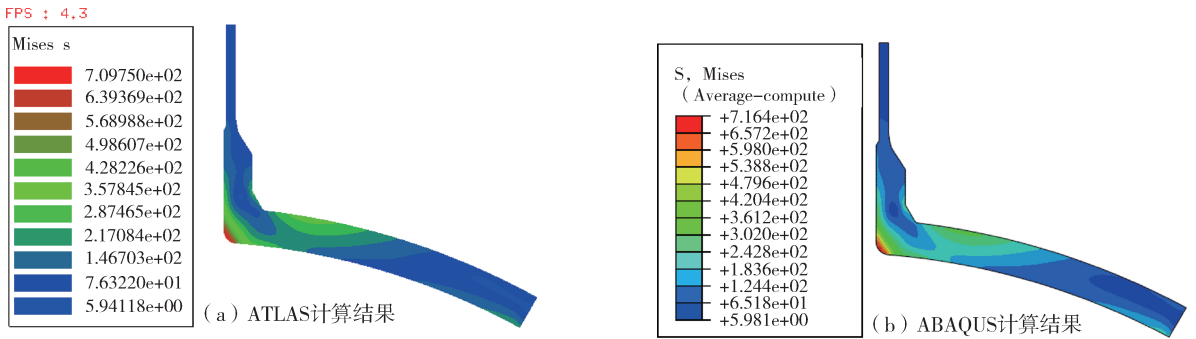 FPS : 4.3
Mises s
7.09750e+02
6.39369e+02
5.68988e+02
4.98607e+02
4.28226e+02
3.57845e+02
2.87465e+02
2.17084e+02
1.46703e+02
7.63220e+01
5.94118e+00
（a）ATLAS计算结果
S, Mises
（Average-compute）
+7.164e+02
+6.572e+02
+5.980e+02
+5.388e+02
+4.796e+02
+4.204e+02
+3.612e+02
+3.020e+02
+2.428e+02
+1.836e+02
+1.244e+02
+6.518e+01
+5.981e+00
（b）ABAQUS计算结果